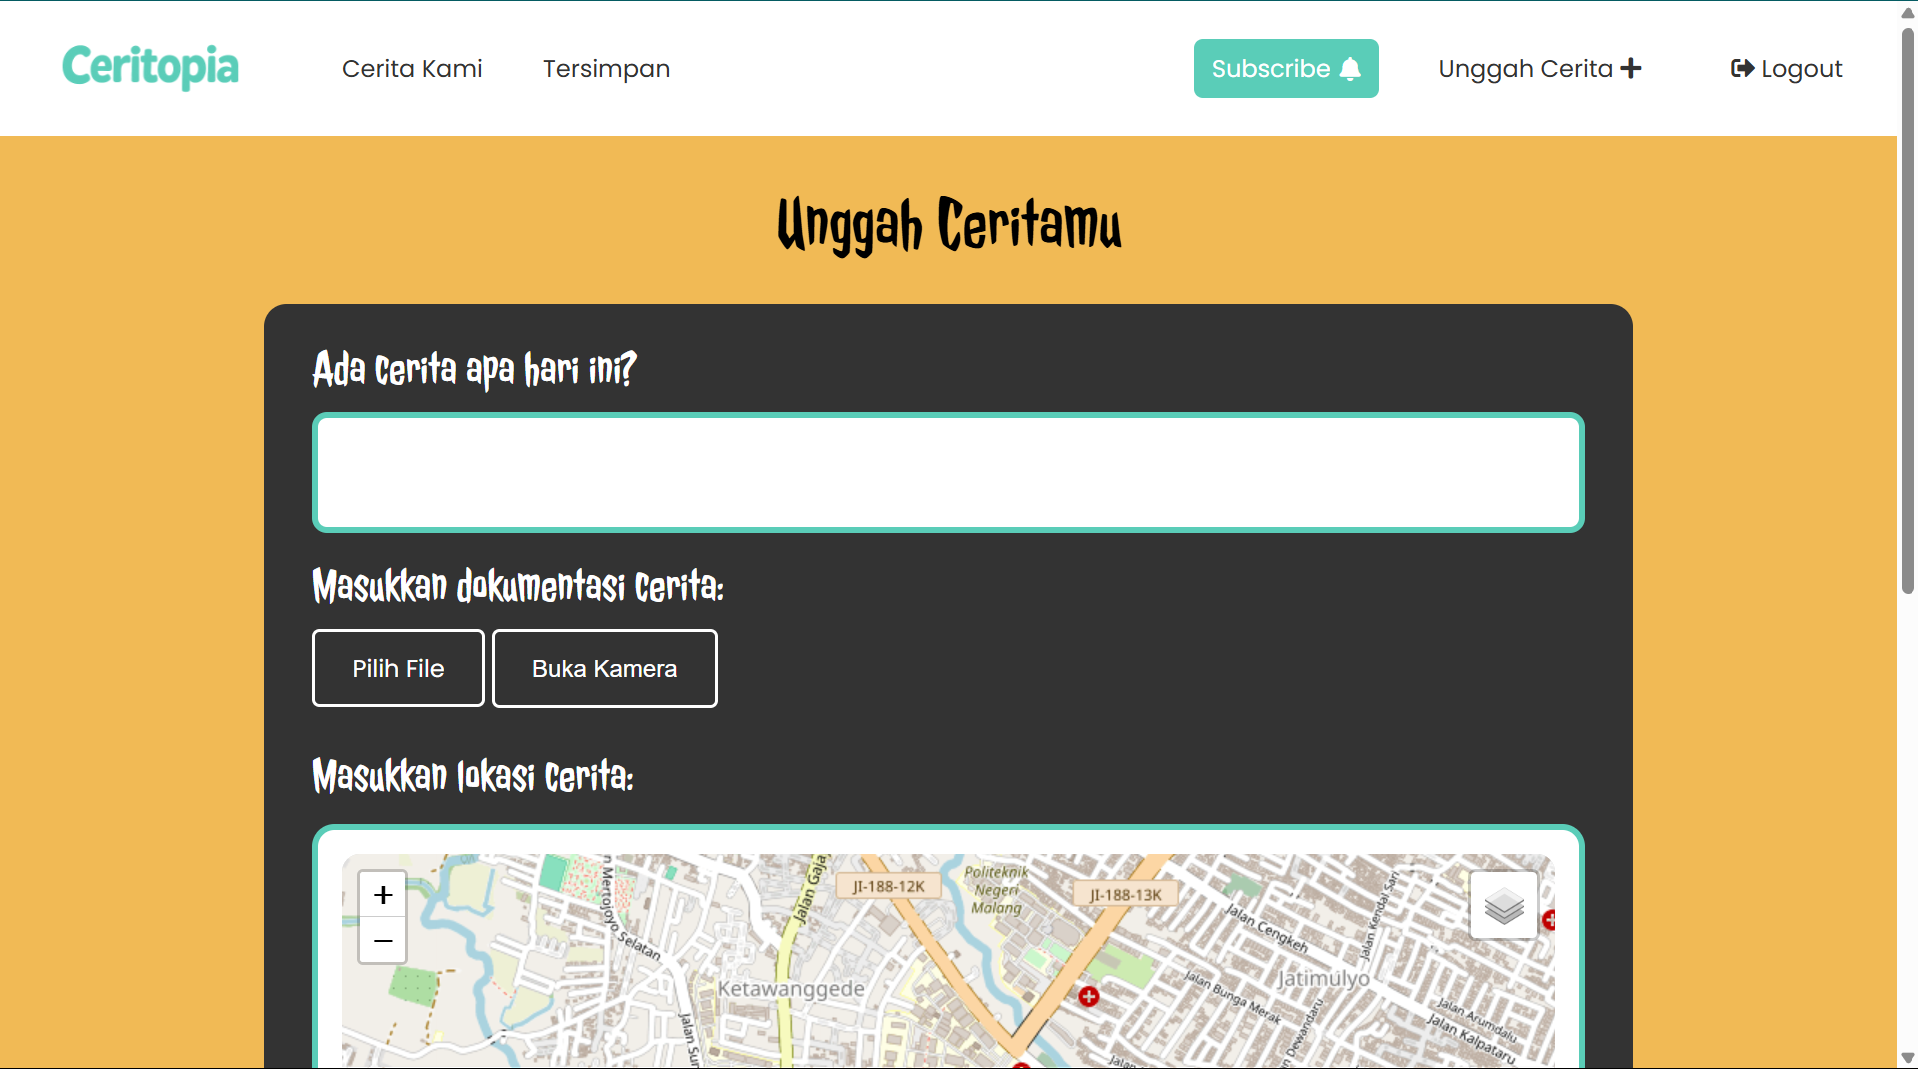 Ceritopia
Cerita Kami
Tersimpan
Subscribe
Unggah Cerita
Logout
Unggah Ceritamu
Ada cerita apa hari ini?
Masukkan dokumentasi cerita:
Pilih File
Buka Kamera
Masukkan lokasi cerita:
+
−
n Mertojoyo Selatan
Jalan Gaja
Jl-188-12K
Politeknik
Negeri
Malang
Jl-188-13K
Jalan Cengkeh
Jalan Kendal Sari
Ketawanggede
Jatimulyo
Jalan Bunga Merak
Jalan Arumdalu
Jalan Kalpataru
Dewandaru
Jalan Sum
Jalan